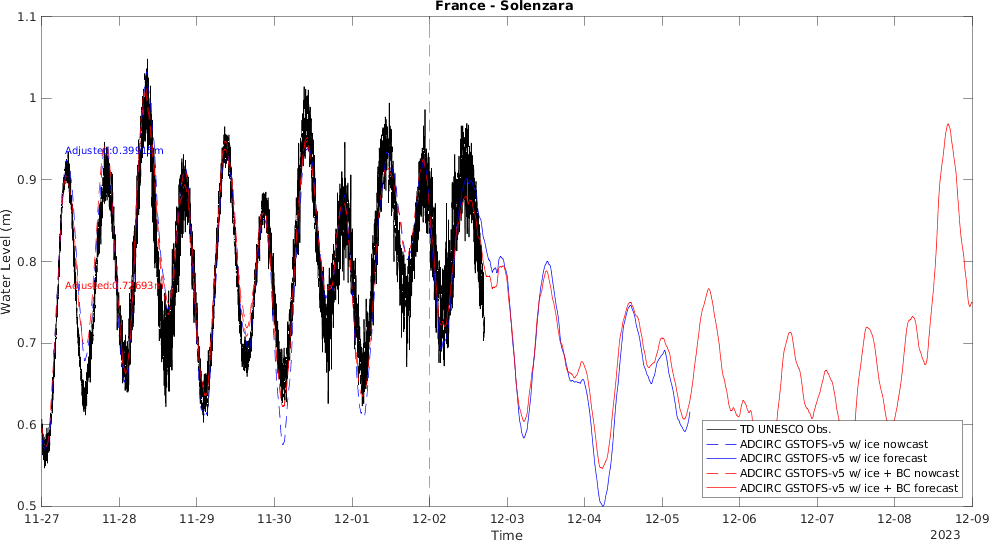 France - Solenzara
1.1
1
0.9
0.8
0.7
0.6
0.5
Water Level (m)
Adjusted:0.39915m
Adjusted:0.72693m
TD UNESCO Obs.
ADCIRC GSTOFS-v5 w/ ice nowcast
ADCIRC GSTOFS-v5 w/ ice forecast
ADCIRC GSTOFS-v5 w/ ice + BC nowcast
ADCIRC GSTOFS-v5 w/ ice + BC forecast
11-27 11-28 11-29 11-30 12-01 12-02 12-03 12-04 12-05 12-06 12-07 12-08 12-09
Time
2023